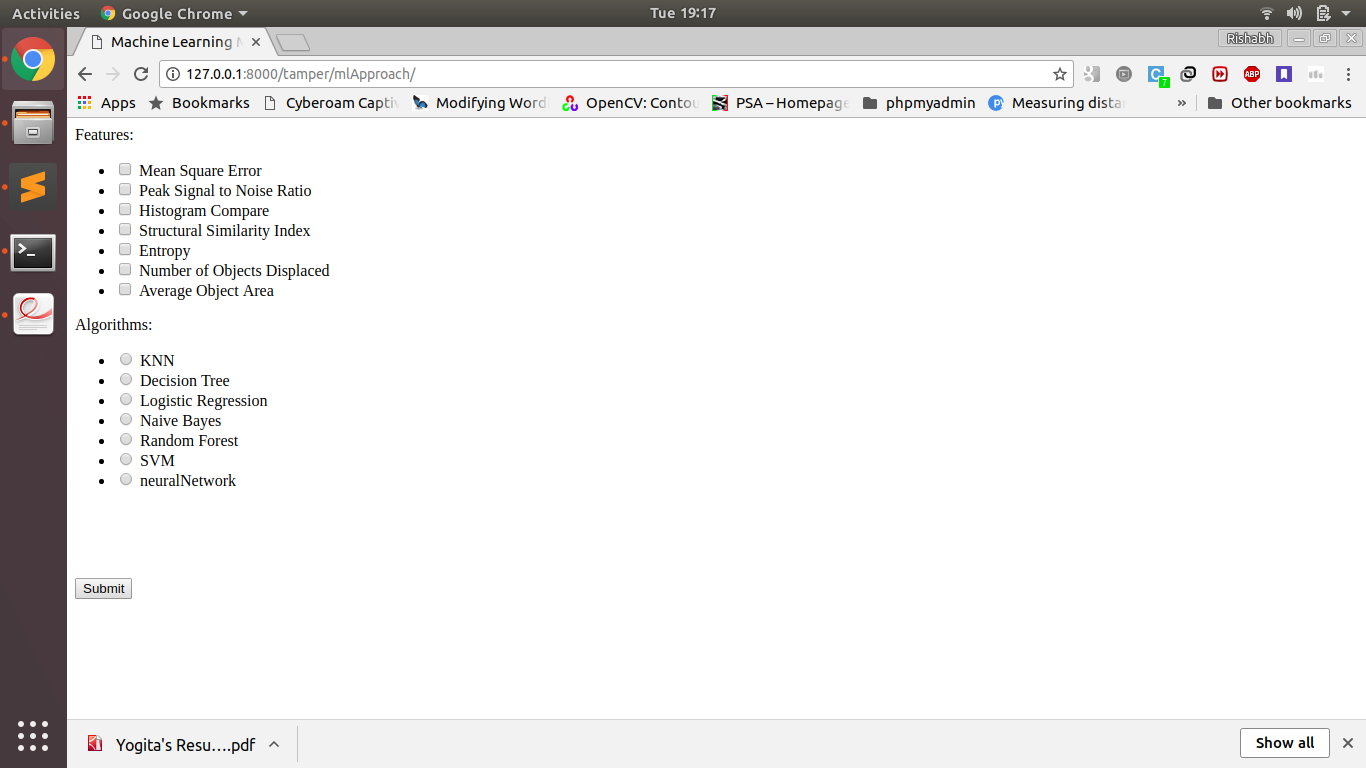 Activities Google Chrome Tue 19:17
Machine Learning M Rishabh
127.0.0.1:8000/tamper/mlApproach/ 7 ABP
Apps Bookmarks Cyberoam Captiv Modifying Word OpenCV: Contou PSA – Homepage phpmyadmin Measuring dista » Other bookmarks
Features:
Mean Square Error
Peak Signal to Noise Ratio
Histogram Compare
Structural Similarity Index
Entropy
Number of Objects Displaced
Average Object Area
Algorithms:
KNN
Decision Tree
Logistic Regression
Naive Bayes
Random Forest
SVM
neuralNetwork
Submit
Yogita's Resu....pdf Show all